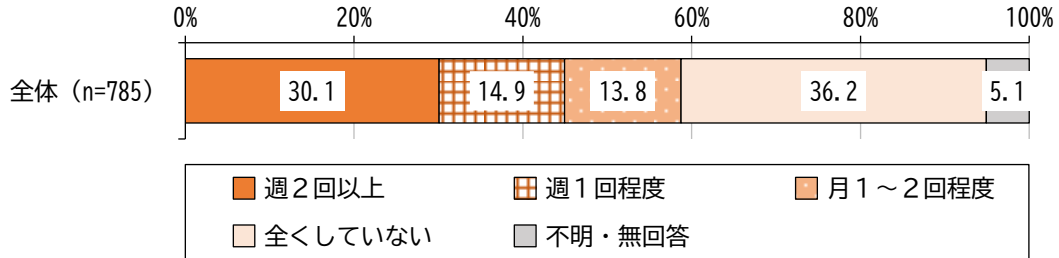 0% 20% 40% 60% 80% 100%
全体（n=785） 30.1 14.9 13.8 36.2 5.1
週２回以上 週１回程度 月１～２回程度
全くしていない 不明・無回答